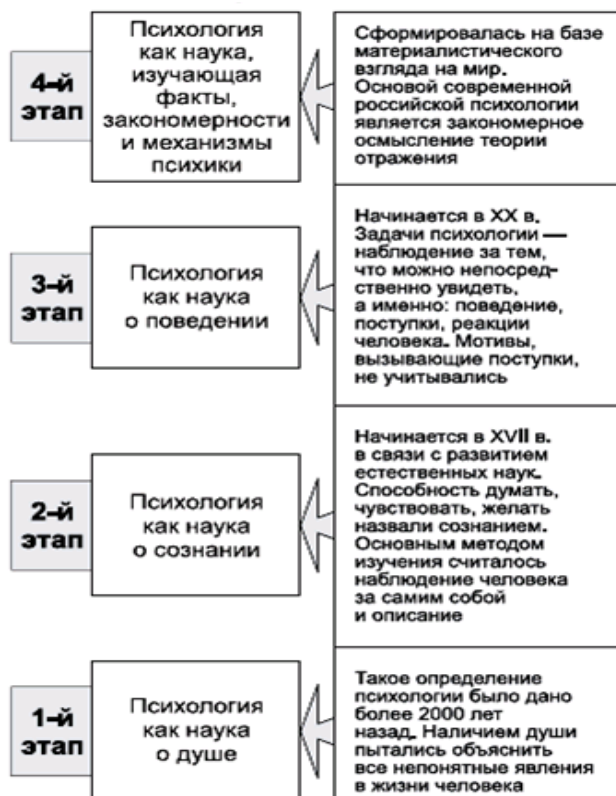 4-й
этап
Психология
как наука,
изучающая
факты,
закономерности
и механизмы
психики
Сформировалась на базе
материалистического
взгляда на мир.
Основой современной
российской психологии
является закономерное
осмысление теории
отражения
3-й
этап
Психология
как наука
о поведении
Начинается в XX в.
Задачи психологии —
наблюдение за тем,
что можно непосред-
ственно увидеть,
а именно: поведение,
поступки, реакции
человека. Мотивы,
вызывающие поступки,
не учитывались
2-й
этап
Психология
как наука
о сознании
Начинается в XVII в.
в связи с развитием
естественных наук.
Способность думать,
чувствовать, желать
назвали сознанием.
Основным методом
изучения считалось
наблюдение человека
за самим собой
и описание
1-й
этап
Психология
как наука
о душе
Такое определение
психологии было дано
более 2000 лет
назад. Наличием души
пытались объяснить
все непонятные явления
в жизни человека